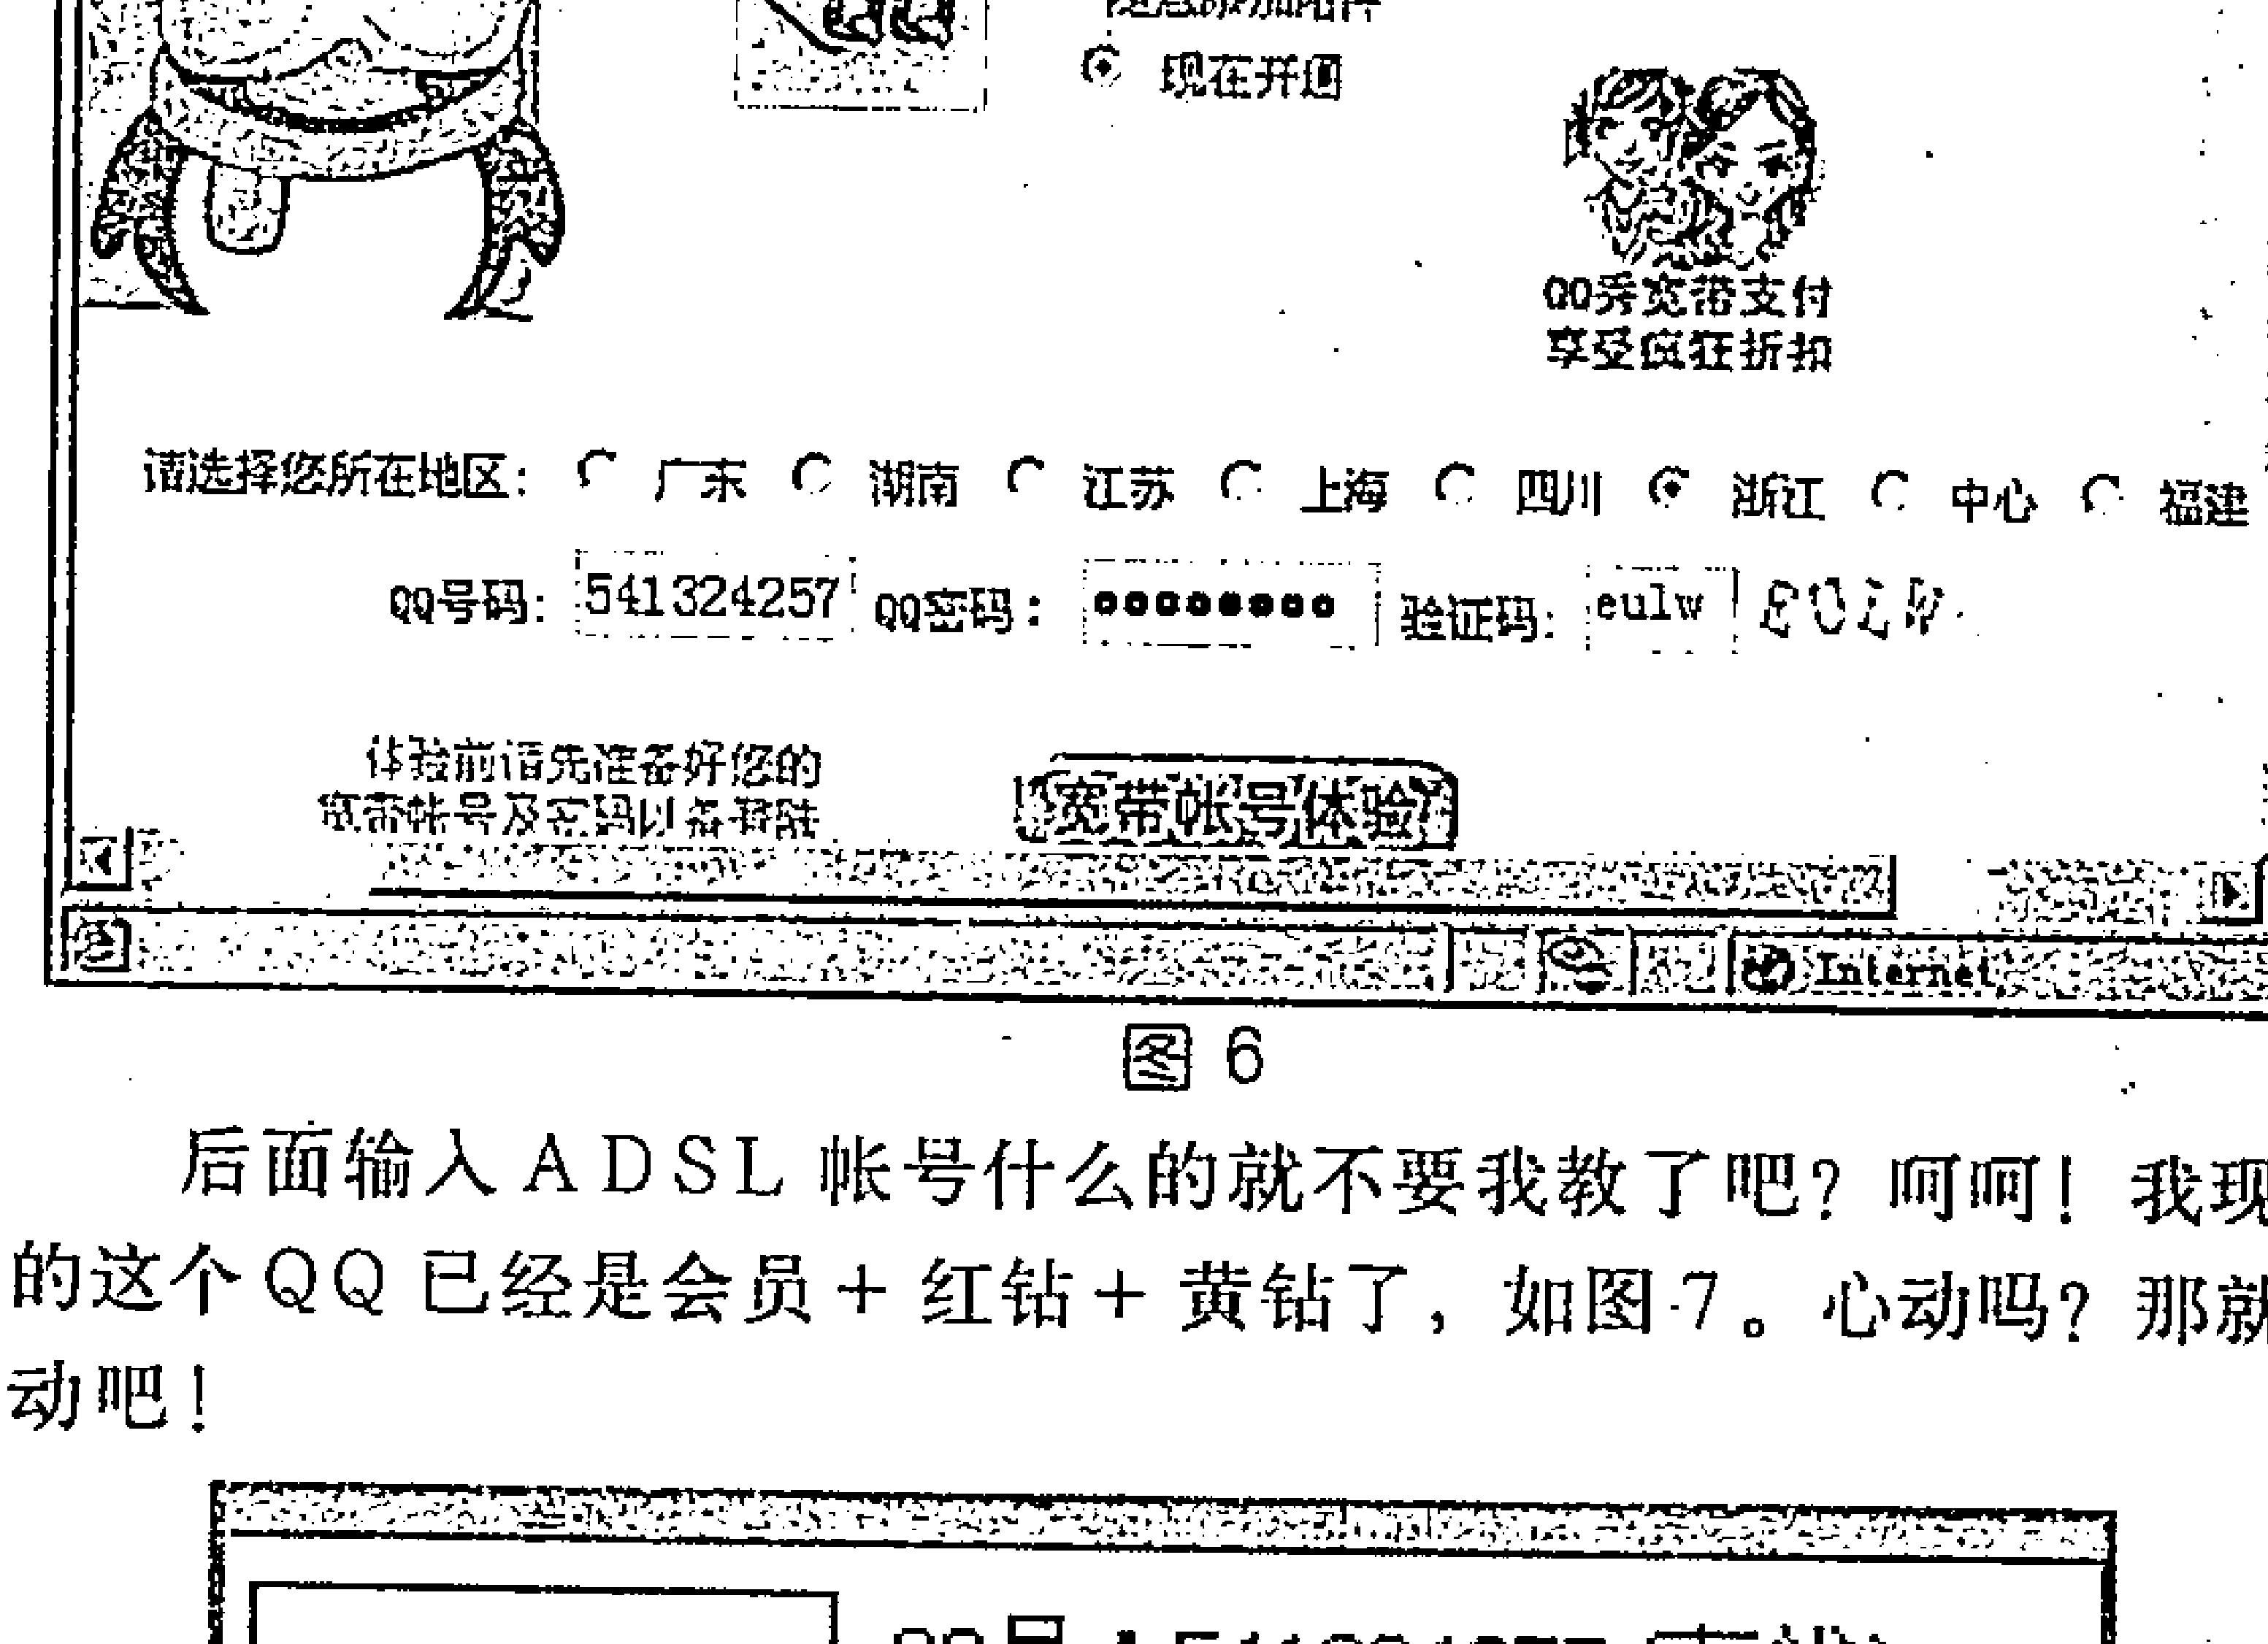 现在开通
QQ秀宽带支付
享受疯狂折扣
请选择您所在地区: 广东 湖南 江苏 上海 四川 浙江 中心 福建
QQ号码: 541324257 QQ密码: 验证码: eulw EULW
体验前请先准备好您的
宽带帐号及密码以备登陆
宽带帐号体验
Internet
图 6
后面输入ADSL帐号什么的就不要我教了吧？呵呵！我现
的这个QQ已经是会员+红钻+黄钻了，如图7。心动吗？那就
动吧！